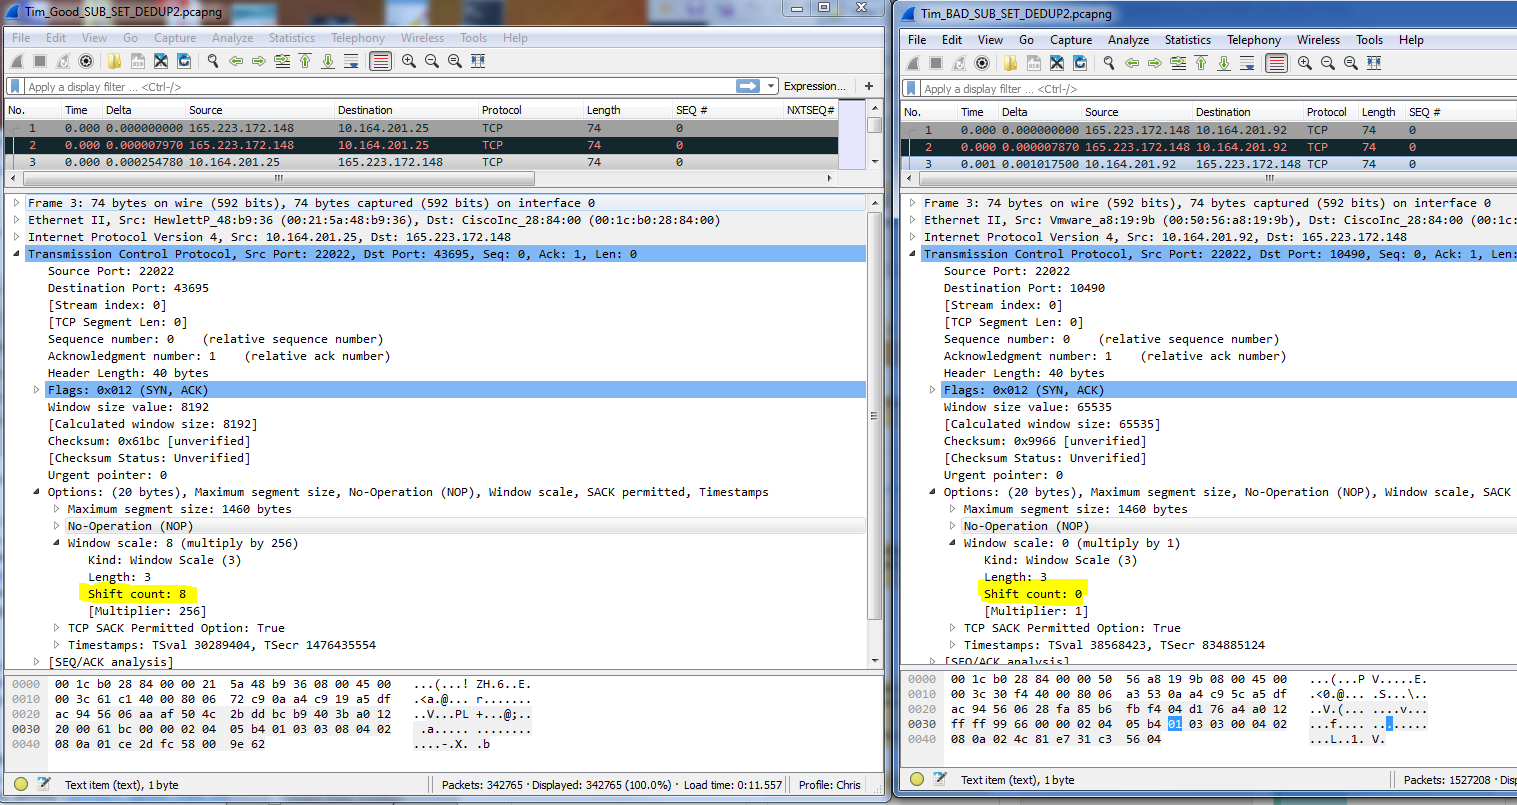 Tim_Good_SUB_SET_DEDUP2.pcapng
File Edit View Go Capture Analyze Statistics Telephony Wireless Tools Help
Apply a display filter ... <Ctrl-/>
Expression... +
No. Time Delta Source Destination Protocol Length SEQ # NXTSEQ#
1 0.000 0.000000000 165.223.172.148 10.164.201.25 TCP 74 0
2 0.000 0.000007970 165.223.172.148 10.164.201.25 TCP 74 0
3 0.000 0.000254780 10.164.201.25 165.223.172.148 TCP 74 0
Frame 3: 74 bytes on wire (592 bits), 74 bytes captured (592 bits) on interface 0
Ethernet II, Src: HewlettP_48:b9:36 (00:21:5a:48:b9:36), Dst: CiscoInc_28:84:00 (00:1c:b0:28:84:00)
Internet Protocol Version 4, Src: 10.164.201.25, Dst: 165.223.172.148
Transmission Control Protocol, Src Port: 22022, Dst Port: 43695, Seq: 0, Ack: 1, Len: 0
Source Port: 22022
Destination Port: 43695
[Stream index: 0]
[TCP Segment Len: 0]
Sequence number: 0 (relative sequence number)
Acknowledgment number: 1 (relative ack number)
Header Length: 40 bytes
Flags: 0x012 (SYN, ACK)
Window size value: 8192
[Calculated window size: 8192]
Checksum: 0x61bc [unverified]
[Checksum Status: Unverified]
Urgent pointer: 0
Options: (20 bytes), Maximum segment size, No-Operation (NOP), Window scale, SACK permitted, Timestamps
Maximum segment size: 1460 bytes
No-Operation (NOP)
Window scale: 8 (multiply by 256)
Kind: Window Scale (3)
Length: 3
Shift count: 8
[Multiplier: 256]
TCP SACK Permitted Option: True
Timestamps: TSval 30289404, TSecr 1476435554
[SEQ/ACK analysis]
0000 00 1c b0 28 84 00 00 21 5a 48 b9 36 08 00 45 00 ...(...! ZH.6..E.
0010 00 3c 61 c1 40 00 80 06 72 c9 0a a4 c9 19 a5 df .<a.@... r.......
0020 ac 94 56 06 aa af 50 4c 2b dd bc b9 40 3b a0 12 ..V...PL +...@;..
0030 20 00 61 bc 00 00 02 04 05 b4 01 03 03 08 04 02 .a..... ........
0040 08 0a 01 ce 2d fc 58 00 9e 62 ....-.X. .b
Text item (text), 1 byte
Packets: 342765 · Displayed: 342765 (100.0%) · Load time: 0:11.557
Profile: Chris
Tim_BAD_SUB_SET_DEDUP2.pcapng
File Edit View Go Capture Analyze Statistics Telephony Wireless Tools Help
Apply a display filter ... <Ctrl-/>
No. Time Delta Source Destination Protocol Length SEQ #
1 0.000 0.000000000 165.223.172.148 10.164.201.92 TCP 74 0
2 0.000 0.000007870 165.223.172.148 10.164.201.92 TCP 74 0
3 0.001 0.001017500 10.164.201.92 165.223.172.148 TCP 74 0
Frame 3: 74 bytes on wire (592 bits), 74 bytes captured (592 bits) on interface 0
Ethernet II, Src: Vmware_a8:19:9b (00:50:56:a8:19:9b), Dst: CiscoInc_28:84:00 (00:1c:
Internet Protocol Version 4, Src: 10.164.201.92, Dst: 165.223.172.148
Transmission Control Protocol, Src Port: 22022, Dst Port: 10490, Seq: 0, Ack: 1, Len:
Source Port: 22022
Destination Port: 10490
[Stream index: 0]
[TCP Segment Len: 0]
Sequence number: 0 (relative sequence number)
Acknowledgment number: 1 (relative ack number)
Header Length: 40 bytes
Flags: 0x012 (SYN, ACK)
Window size value: 65535
[Calculated window size: 65535]
Checksum: 0x9966 [unverified]
[Checksum Status: Unverified]
Urgent pointer: 0
Options: (20 bytes), Maximum segment size, No-Operation (NOP), Window scale, SACK
Maximum segment size: 1460 bytes
No-Operation (NOP)
Window scale: 0 (multiply by 1)
Kind: Window Scale (3)
Length: 3
Shift count: 0
[Multiplier: 1]
TCP SACK Permitted Option: True
Timestamps: TSval 38568423, TSecr 834885124
[SEQ/ACK analysis]
0000 00 1c b0 28 84 00 00 50 56 a8 19 9b 08 00 45 00 ...(...P V.....E.
0010 00 3c 30 f4 40 00 80 06 a3 53 0a a4 c9 5c a5 df .<0.@... .S...\..
0020 ac 94 56 06 28 fa 85 b6 fb f4 04 d1 76 a4 a0 12 ..V.(... ....v...
0030 ff ff 99 66 00 00 02 04 05 b4 01 03 03 00 04 02 ...f.... ........
0040 08 0a 02 4c 81 e7 31 c3 56 04 ...L..1. V.
Text item (text), 1 byte
Packets: 1527208 · Disp